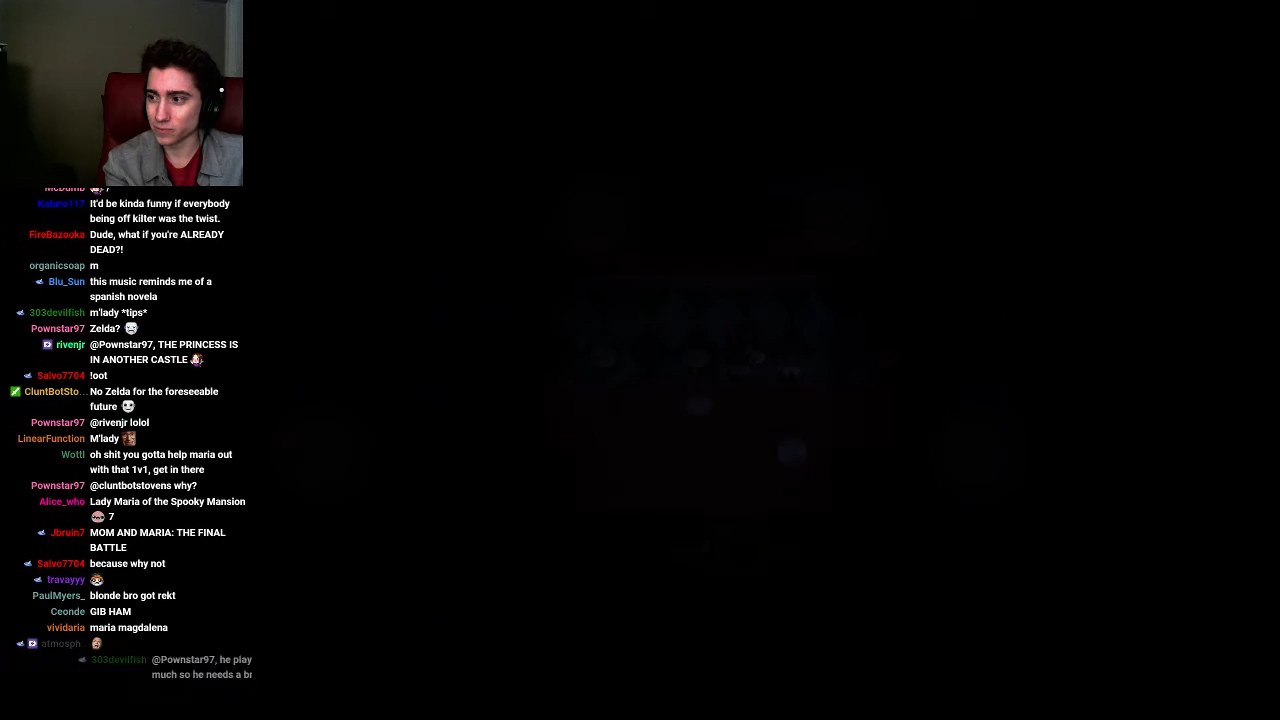 McDumb 7
Kafuro117 It'd be kinda funny if everybody
being off kilter was the twist.
FireBazooka Dude, what if you're ALREADY
DEAD?!
organicsoap m
Blu_Sun this music reminds me of a
spanish novela
303devilfish m'lady *tips*
Pownstar97 Zelda?
rivenjr @Pownstar97, THE PRINCESS IS
IN ANOTHER CASTLE
Salvo7704 !oot
CluntBotSto... No Zelda for the foreseeable
future
Pownstar97 @rivenjr lolol
LinearFunction M'lady
Wottl oh shit you gotta help maria out
with that 1v1, get in there
Pownstar97 @cluntbotstovens why?
Alice_who Lady Maria of the Spooky Mansion
7
Jbruin7 MOM AND MARIA: THE FINAL
BATTLE
Salvo7704 because why not
travayyy
PaulMyers_ blonde bro got rekt
Ceonde GIB HAM
vividaria maria magdalena
atmosph...
303devilfish @Pownstar97, he play
much so he needs a br